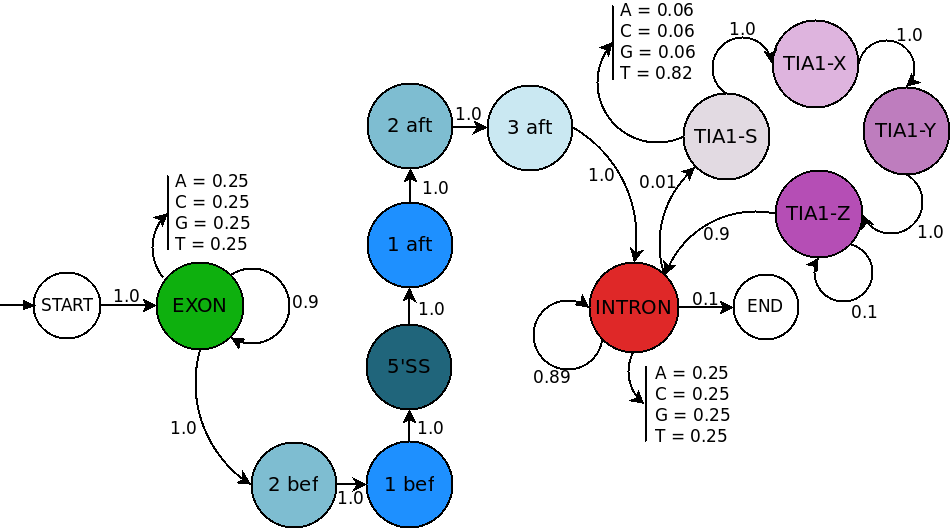 A = 0.06
C = 0.06
G = 0.06
T = 0.82
1.0
TIA1-X
1.0
TIA1-S
TIA1-Y
2 aft
1.0
3 aft
1.0
0.01
TIA1-Z
0.9
1.0
0.1
A = 0.25
C = 0.25
G = 0.25
T = 0.25
1.0
1 aft
START
1.0
EXON
0.9
1.0
INTRON
0.1
END
0.89
5'SS
A = 0.25
C = 0.25
G = 0.25
T = 0.25
1.0
1.0
2 bef
1.0
1 bef